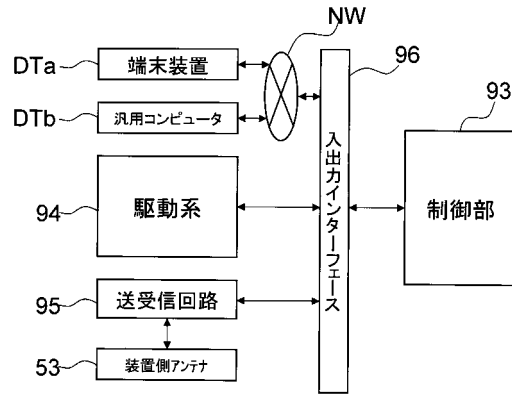 NW
DTa
端末装置
96
93
DTb
汎用コンピュータ
入出力インターフェース
制御部
94
駆動系
95
送受信回路
53
装置側アンテナ